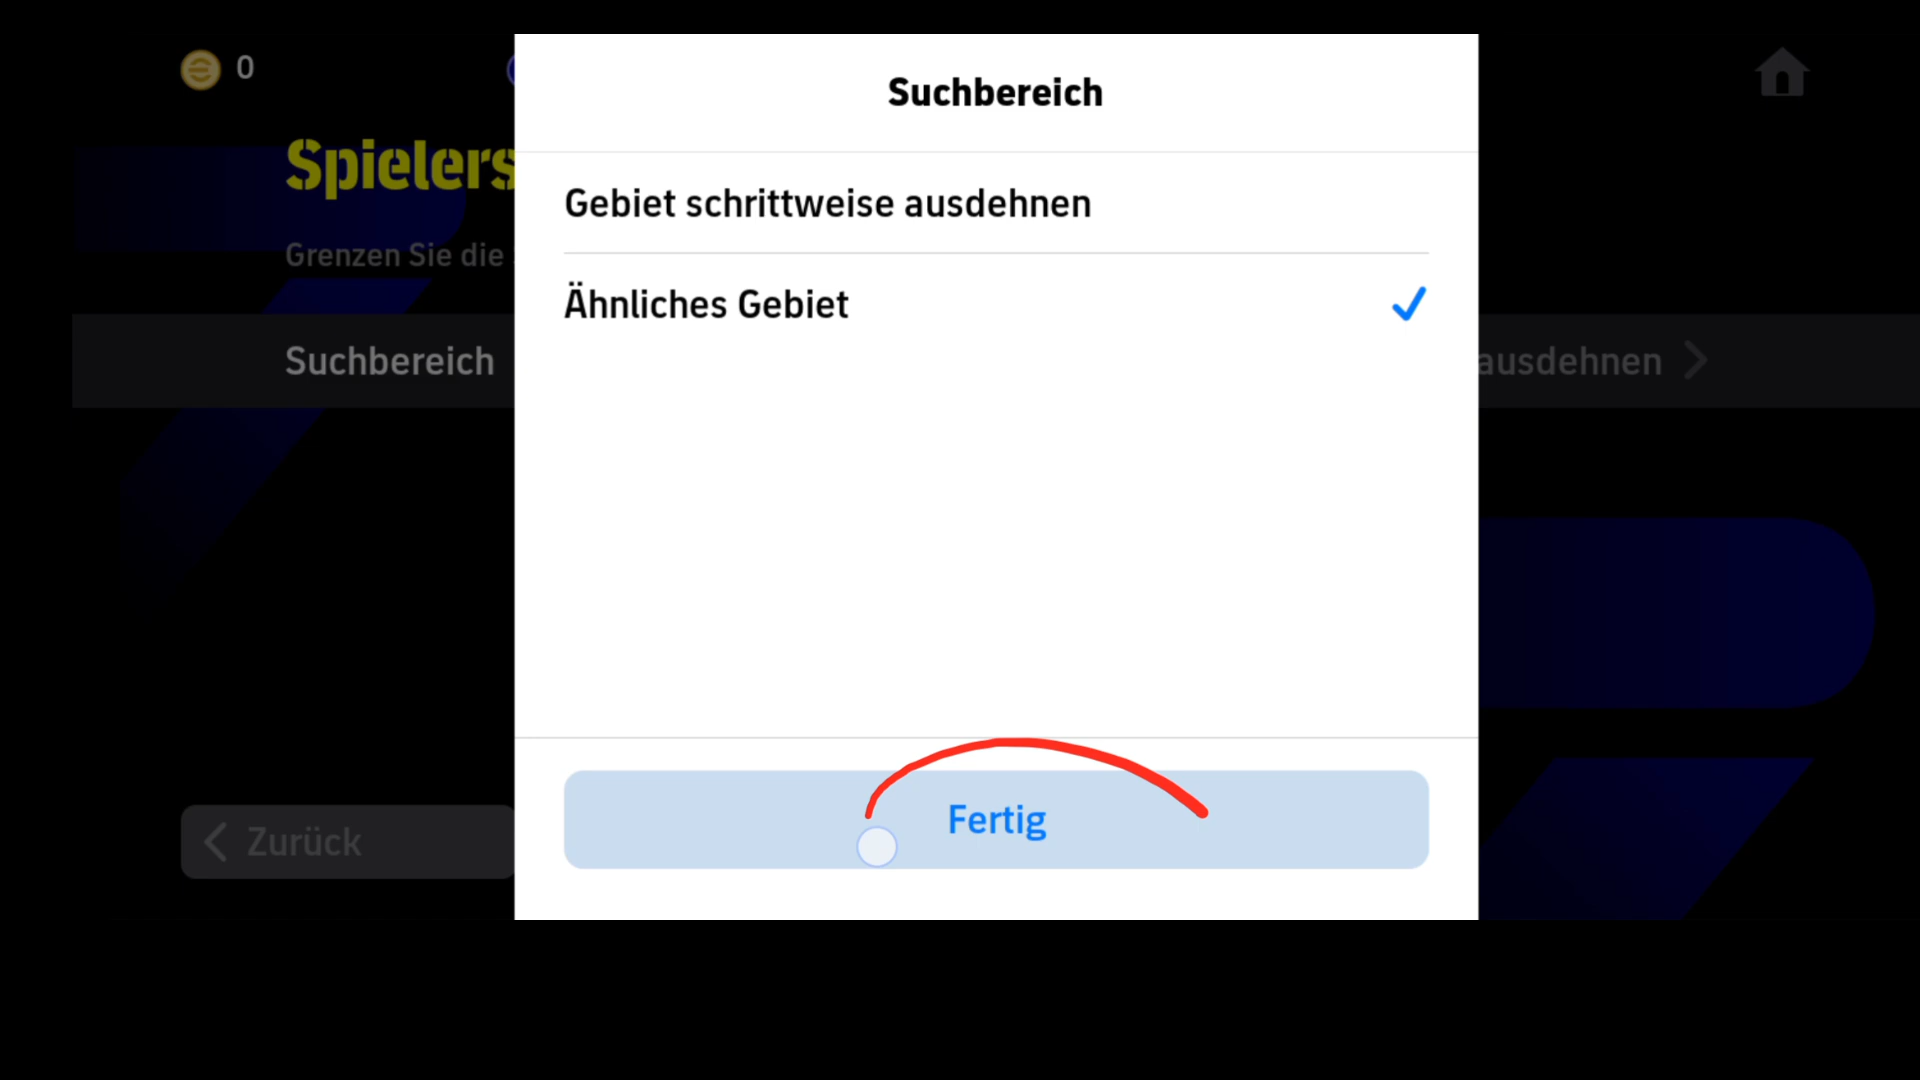 0
Suchbereich
Spielers
Gebiet schrittweise ausdehnen
Grenzen Sie die
Ähnliches Gebiet
Suchbereich
ausdehnen
Fertig
Zurück